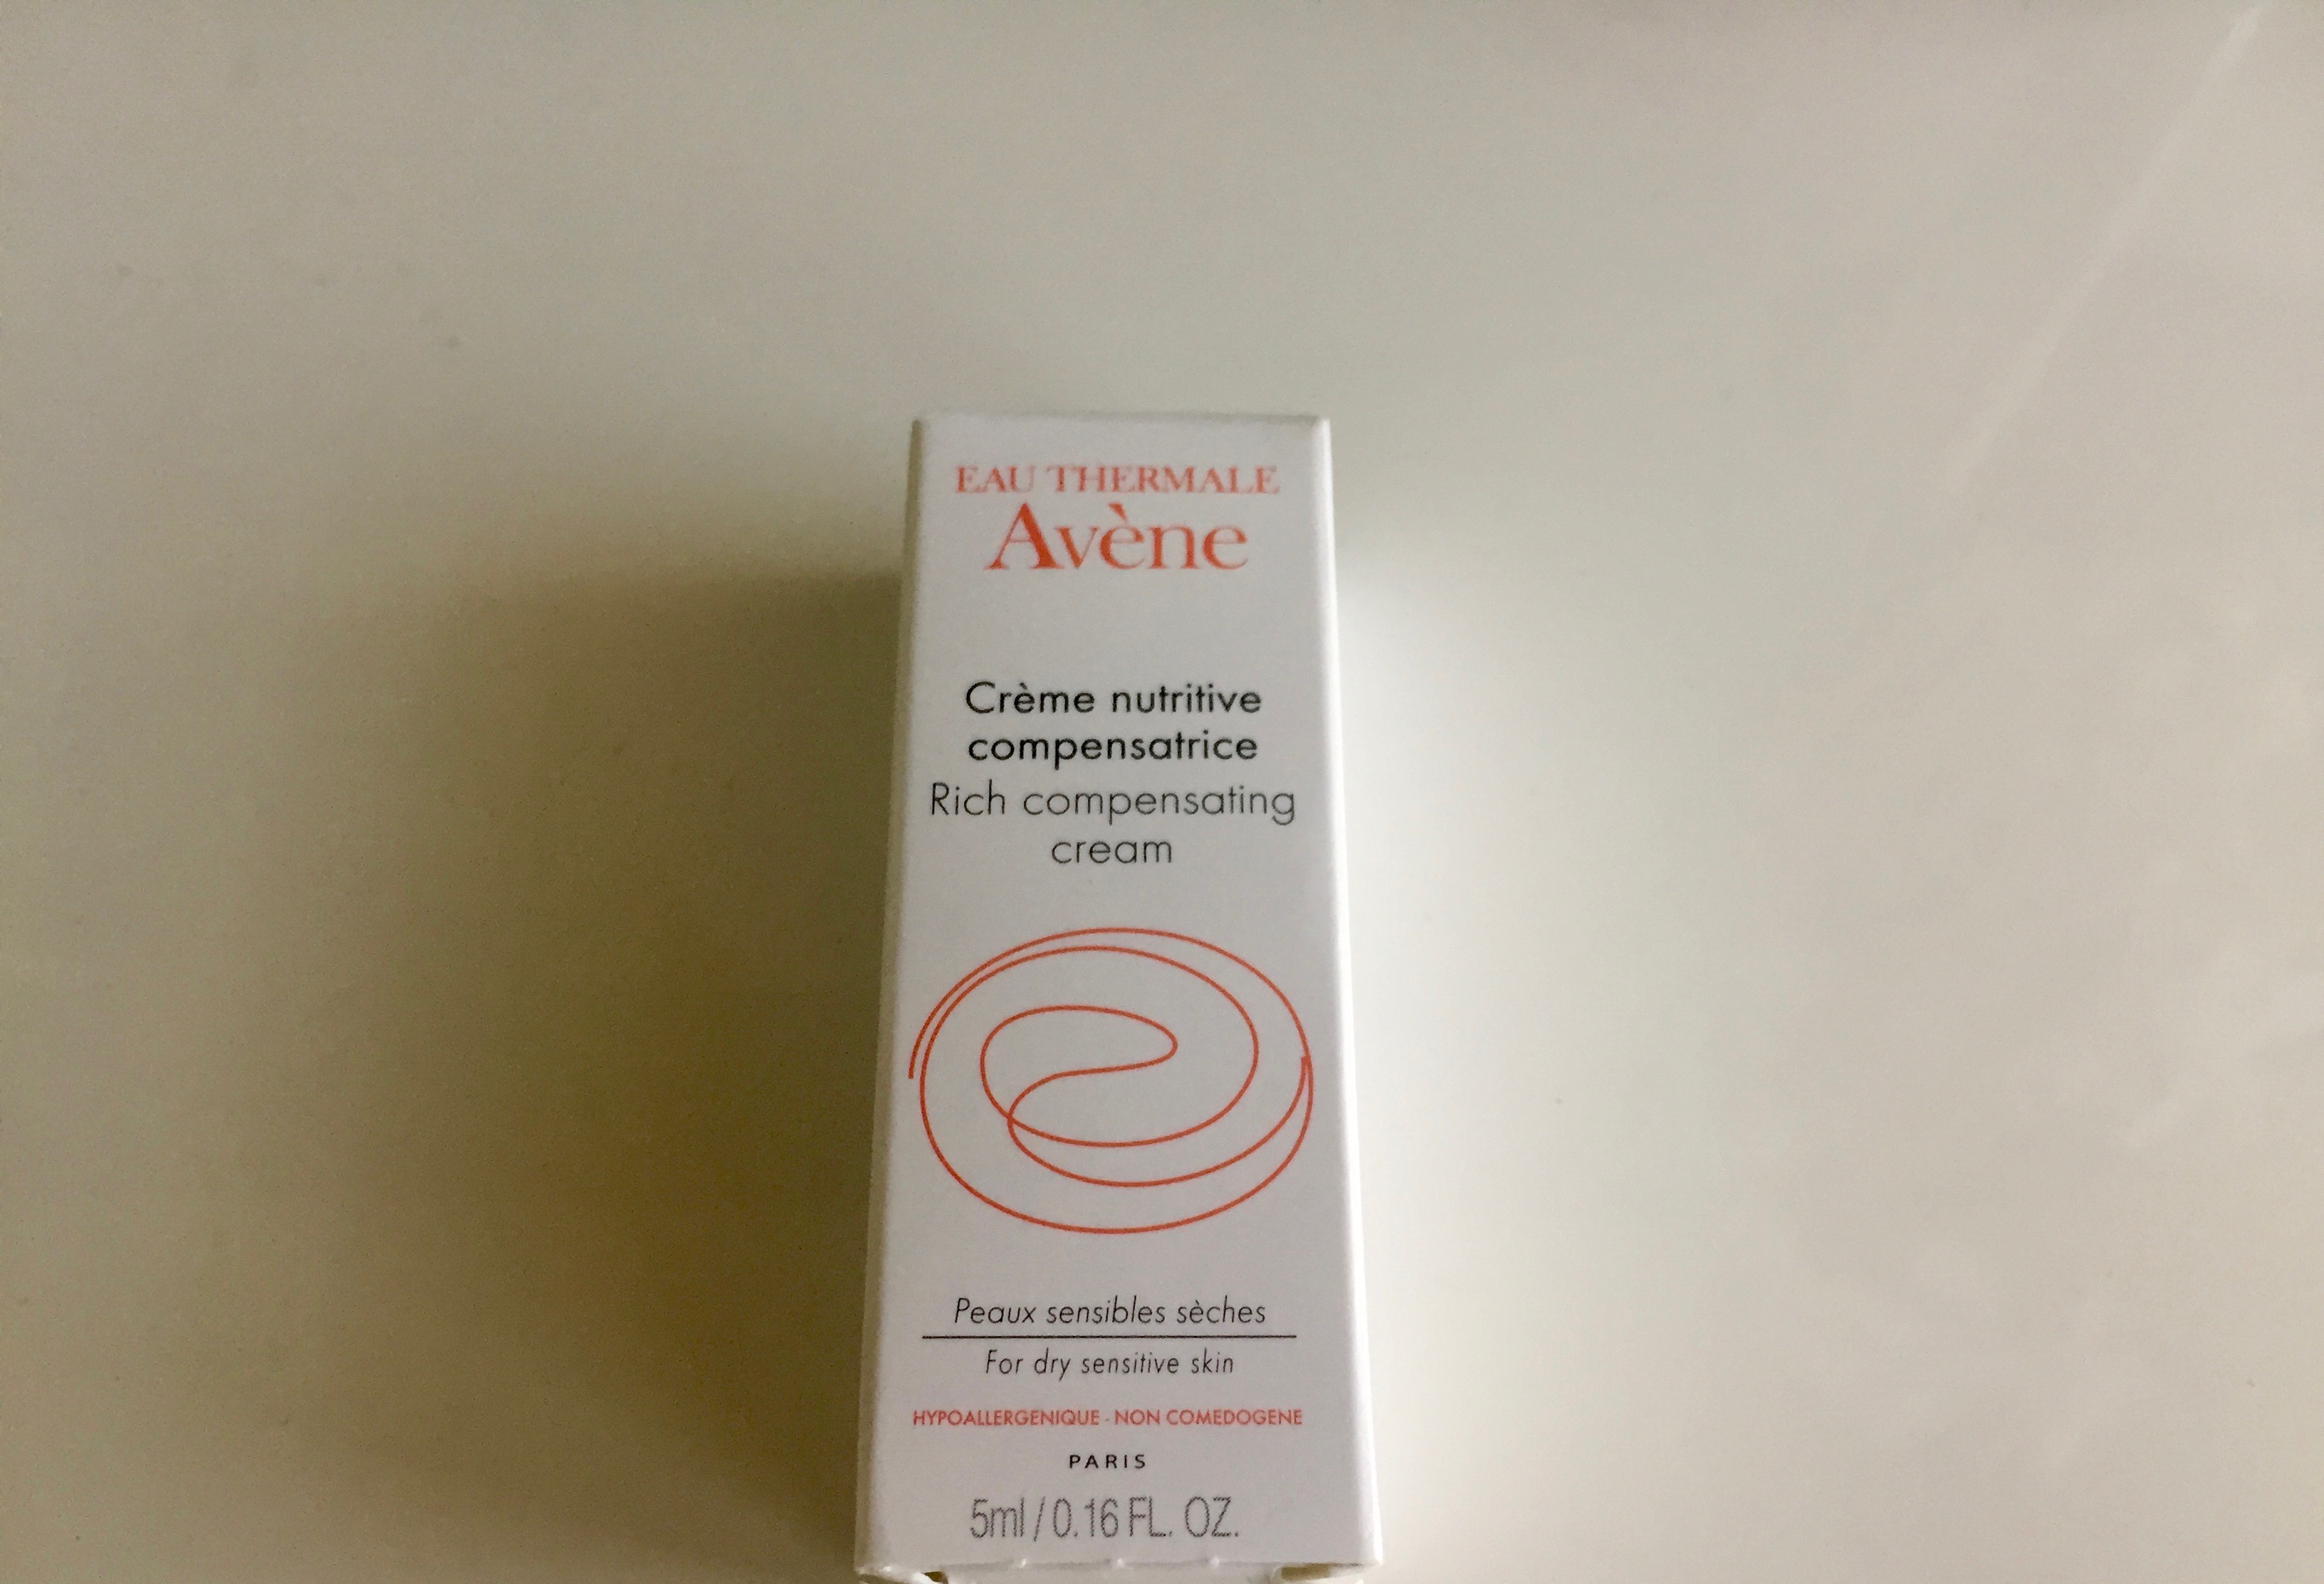 EAU THERMALE
Avène
Crème nutritive
compensatrice
Rich compensating
cream
Peaux sensibles sèches
For dry sensitive skin
HYPOALLERGENIQUE - NON COMEDOGENE
PARIS
5ml / 0.16 FL. OZ.